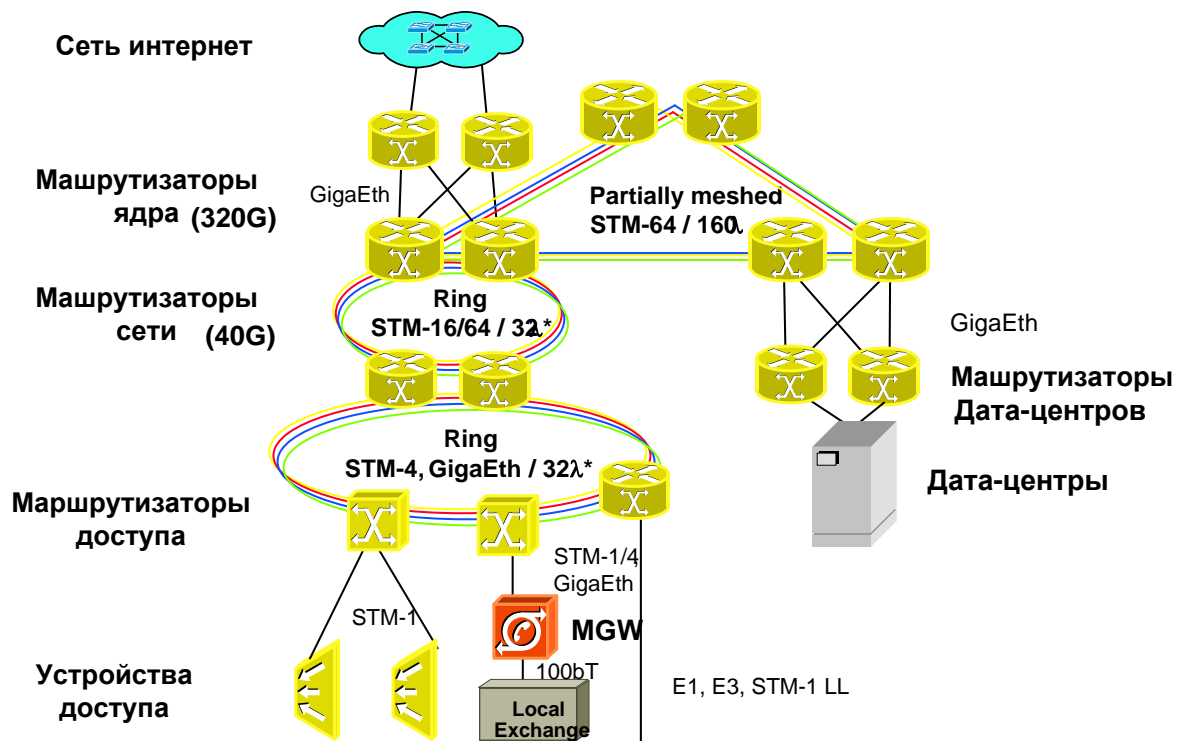 Сеть интернет
Машрутизаторы
ядра (320G)
GigaEth
Partially meshed
STM-64 / 160λ
Машрутизаторы
сети (40G)
Ring
STM-16/64 / 32λ*
GigaEth
Машрутизаторы
Дата-центров
Ring
STM-4, GigaEth / 32λ*
Дата-центры
Маршрутизаторы
доступа
STM-1/4,
GigaEth
STM-1
MGW
100bT
Устройства
доступа
E1, E3, STM-1 LL
Local
Exchange